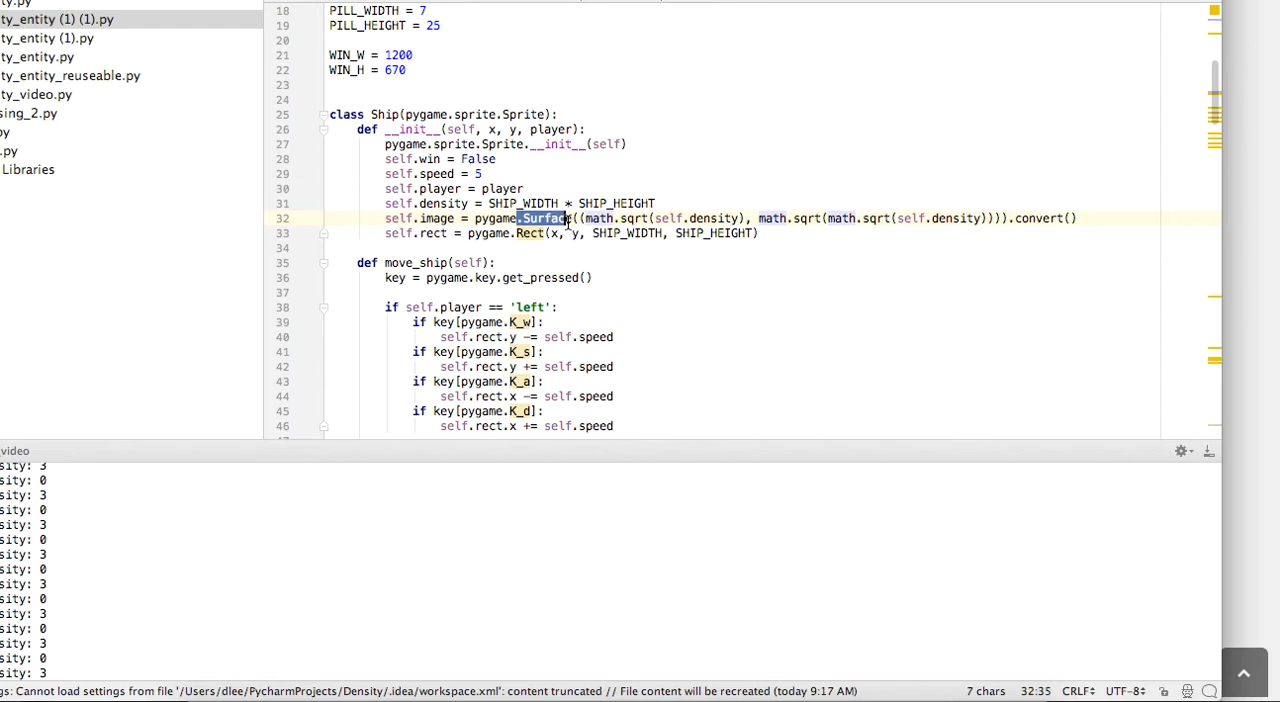 ty_entity (1) (1).py
ty_entity (1).py
ty_entity.py
ty_entity_reuseable.py
ty_video.py
sing_2.py
py
.py
Libraries
18 PILL_WIDTH = 7
19 PILL_HEIGHT = 25
20
21 WIN_W = 1200
22 WIN_H = 670
23
24
25 class Ship(pygame.sprite.Sprite):
26 def __init__(self, x, y, player):
27 pygame.sprite.Sprite.__init__(self)
28 self.win = False
29 self.speed = 5
30 self.player = player
31 self.density = SHIP_WIDTH * SHIP_HEIGHT
32 self.image = pygame.Surface((math.sqrt(self.density), math.sqrt(math.sqrt(self.density)))).convert()
33 self.rect = pygame.Rect(x, y, SHIP_WIDTH, SHIP_HEIGHT)
34
35 def move_ship(self):
36 key = pygame.key.get_pressed()
37
38 if self.player == 'left':
39 if key[pygame.K_w]:
40 self.rect.y -= self.speed
41 if key[pygame.K_s]:
42 self.rect.y += self.speed
43 if key[pygame.K_a]:
44 self.rect.x -= self.speed
45 if key[pygame.K_d]:
46 self.rect.x += self.speed
video
sity: 3
sity: 0
sity: 3
sity: 0
sity: 3
sity: 0
sity: 3
sity: 0
sity: 3
sity: 0
sity: 3
sity: 0
sity: 3
sity: 0
sity: 3
gs: Cannot load settings from file '/Users/dlee/PycharmProjects/Density/.idea/workspace.xml': content truncated // File content will be recreated (today 9:17 AM) 7 chars 32:35 CRLF UTF-8